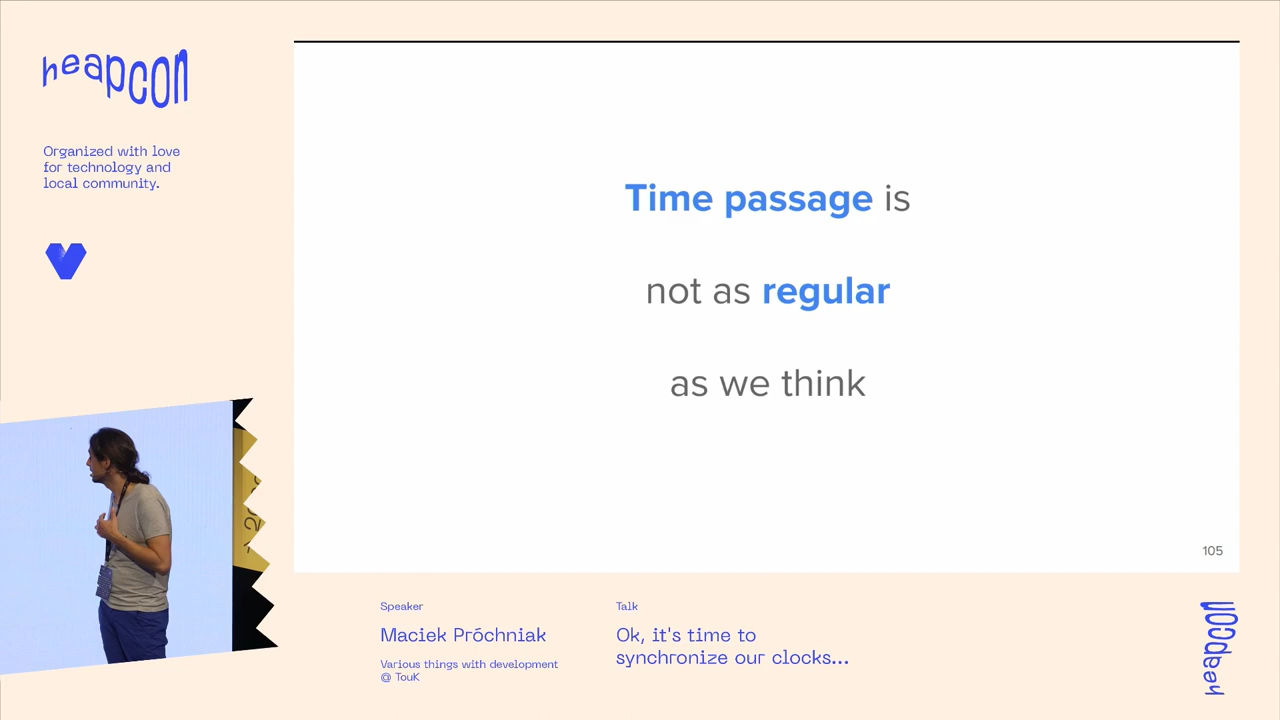 heapcon
Organized with love
for technology and
local community.
Time passage is
not as regular
as we think
105
Speaker
Maciek Próchniak
Various things with development
@ TouK
Talk
Ok, it's time to
synchronize our clocks...
heapcon